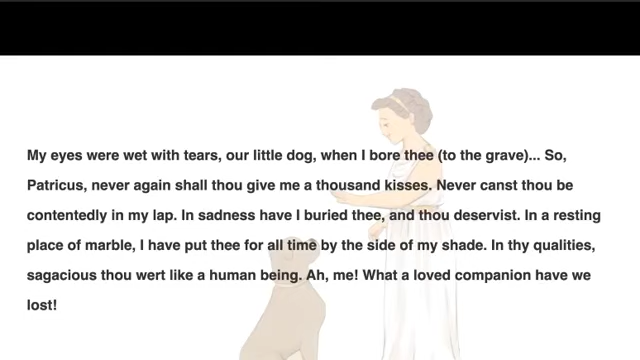 My eyes were wet with tears, our little dog, when I bore thee (to the grave)... So,
Patricus, never again shall thou give me a thousand kisses. Never canst thou be
contentedly in my lap. In sadness have I buried thee, and thou deservist. In a resting
place of marble, I have put thee for all time by the side of my shade. In thy qualities,
sagacious thou wert like a human being. Ah, me! What a loved companion have we
lost!